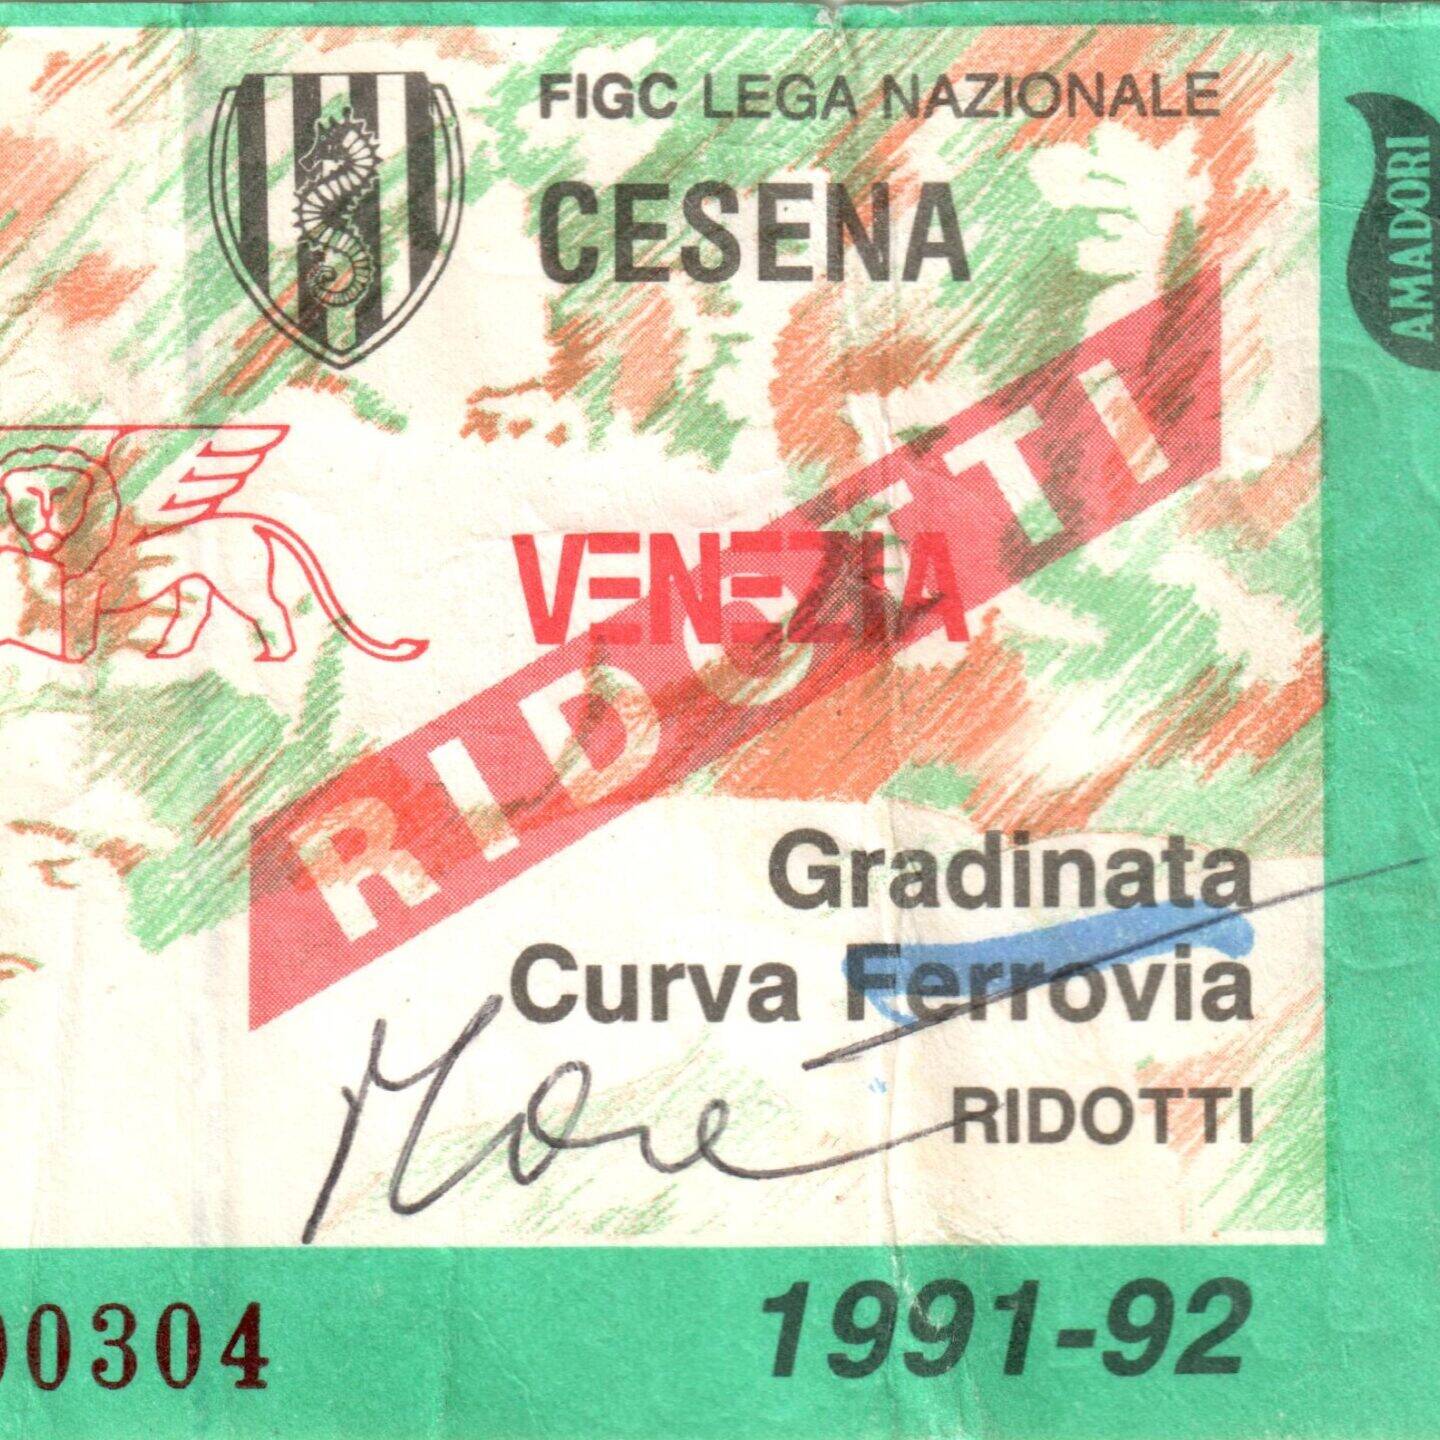 FIGC LEGA NAZIONALE
CESENA
AMADORI
VENEZIA
RIDOTTI
Gradinata
Curva Ferrovia
RIDOTTI
00304
1991-92